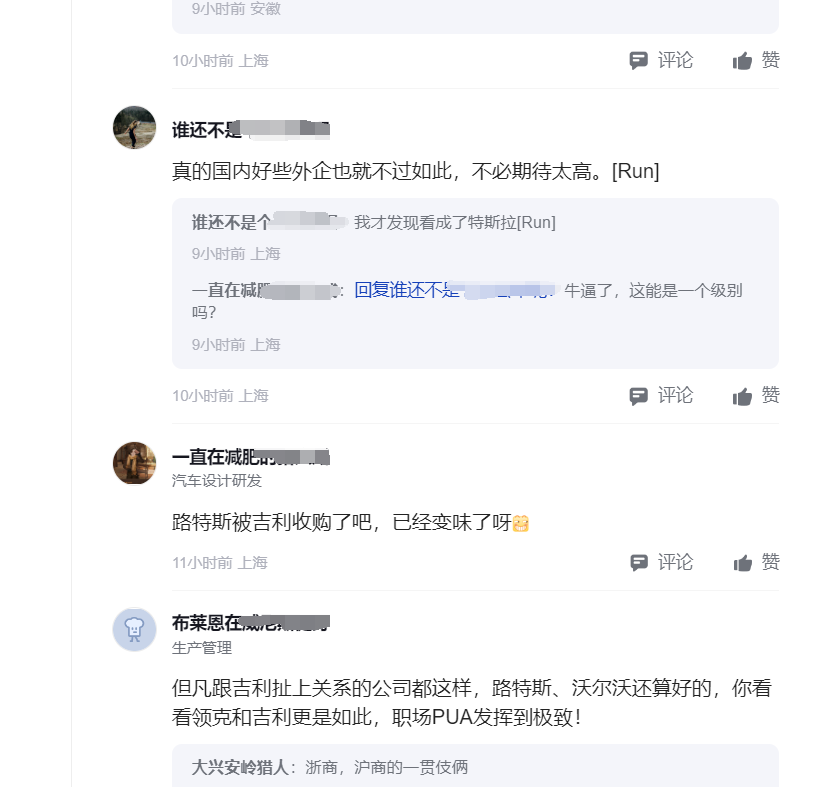 9小时前 安徽
10小时前 上海 评论 赞
谁还不是
真的国内好些外企也就不过如此，不必期待太高。[Run]
谁还不是个 我才发现看成了特斯拉[Run]
9小时前 上海
一直在减肥 : 回复谁还不是 牛逼了，这能是一个级别
吗？
9小时前 上海
10小时前 上海 评论 赞
一直在减肥的
汽车设计研发
路特斯被吉利收购了吧，已经变味了呀
11小时前 上海 评论 赞
布莱恩在威尼斯
生产管理
但凡跟吉利扯上关系的公司都这样，路特斯、沃尔沃还算好的，你看
看领克和吉利更是如此，职场PUA发挥到极致！
大兴安岭猎人：浙商，沪商的一贯伎俩